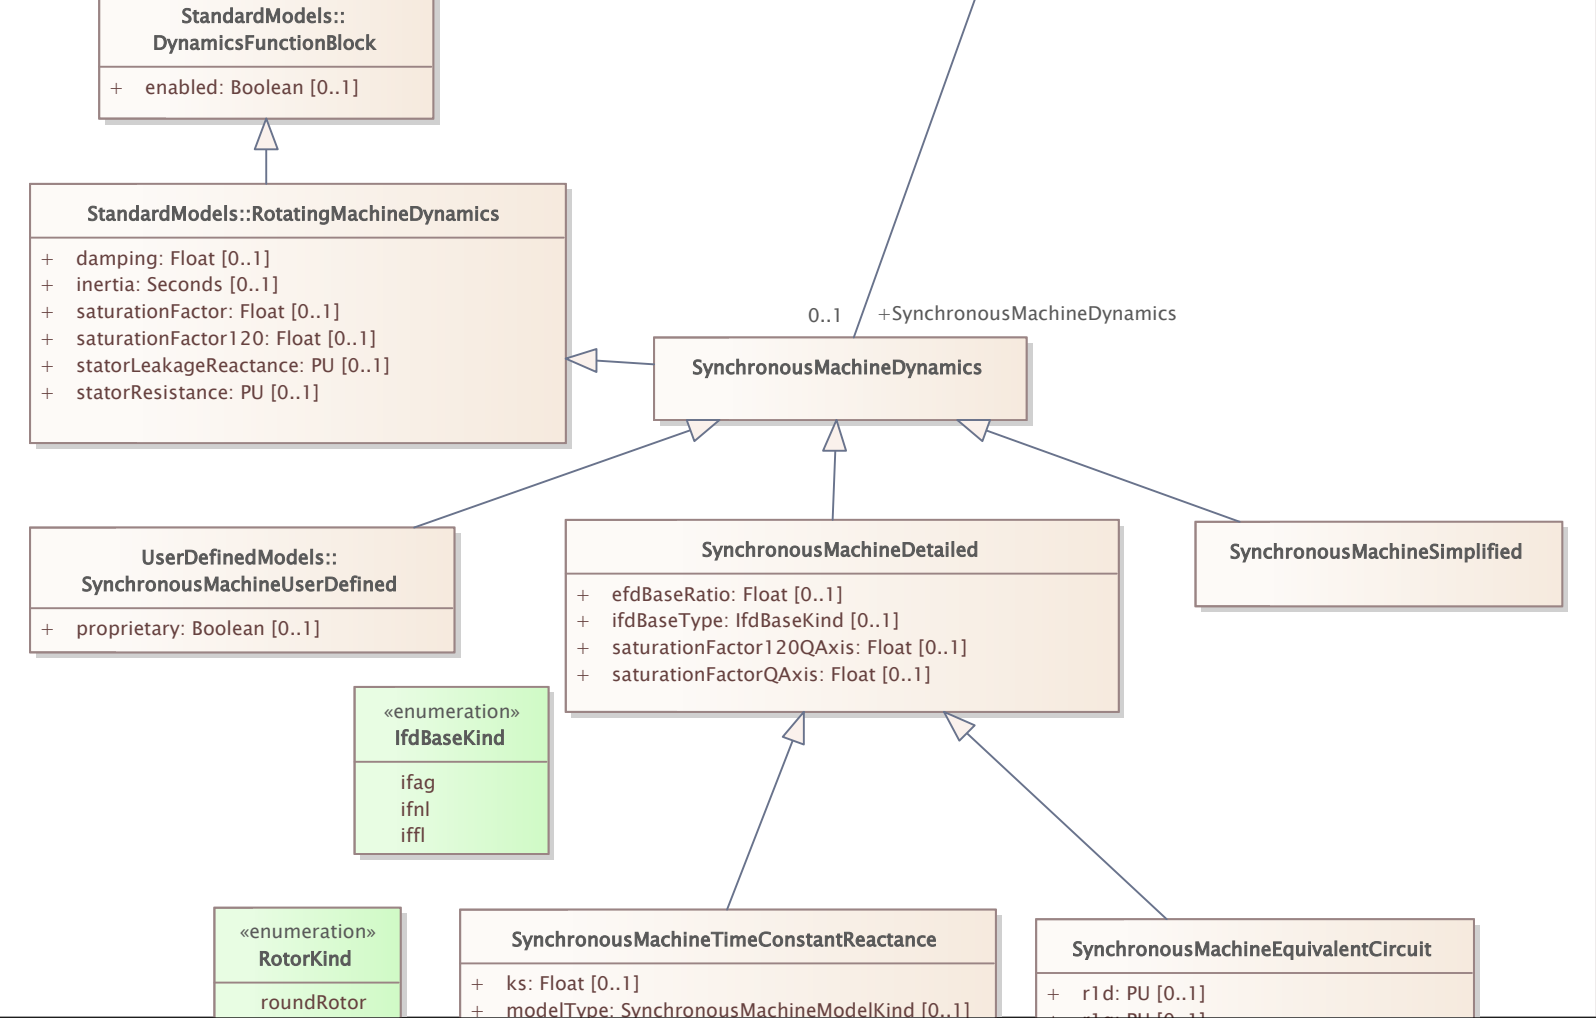 StandardModels::
DynamicsFunctionBlock
+ enabled: Boolean [0..1]
StandardModels::RotatingMachineDynamics
+ damping: Float [0..1]
+ inertia: Seconds [0..1]
+ saturationFactor: Float [0..1]
+ saturationFactor120: Float [0..1]
+ statorLeakageReactance: PU [0..1]
+ statorResistance: PU [0..1]
0..1 +SynchronousMachineDynamics
SynchronousMachineDynamics
UserDefinedModels::
SynchronousMachineUserDefined
+ proprietary: Boolean [0..1]
SynchronousMachineDetailed
+ efdBaseRatio: Float [0..1]
+ ifdBaseType: IfdBaseKind [0..1]
+ saturationFactor120QAxis: Float [0..1]
+ saturationFactorQAxis: Float [0..1]
SynchronousMachineSimplified
«enumeration»
IfdBaseKind
ifag
ifnl
iffl
«enumeration»
RotorKind
roundRotor
SynchronousMachineTimeConstantReactance
+ ks: Float [0..1]
+ modelType: SynchronousMachineModelKind [0..1]
SynchronousMachineEquivalentCircuit
+ r1d: PU [0..1]
+ r1q: PU [0..1]